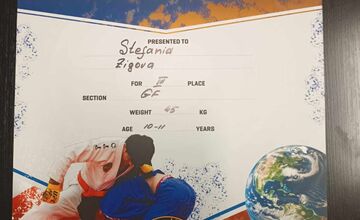 PRESENTED TO
Stefania
Zigova
FOR III PLACE
SECTION GF
WEIGHT 45 KG
AGE 10-11 YEARS